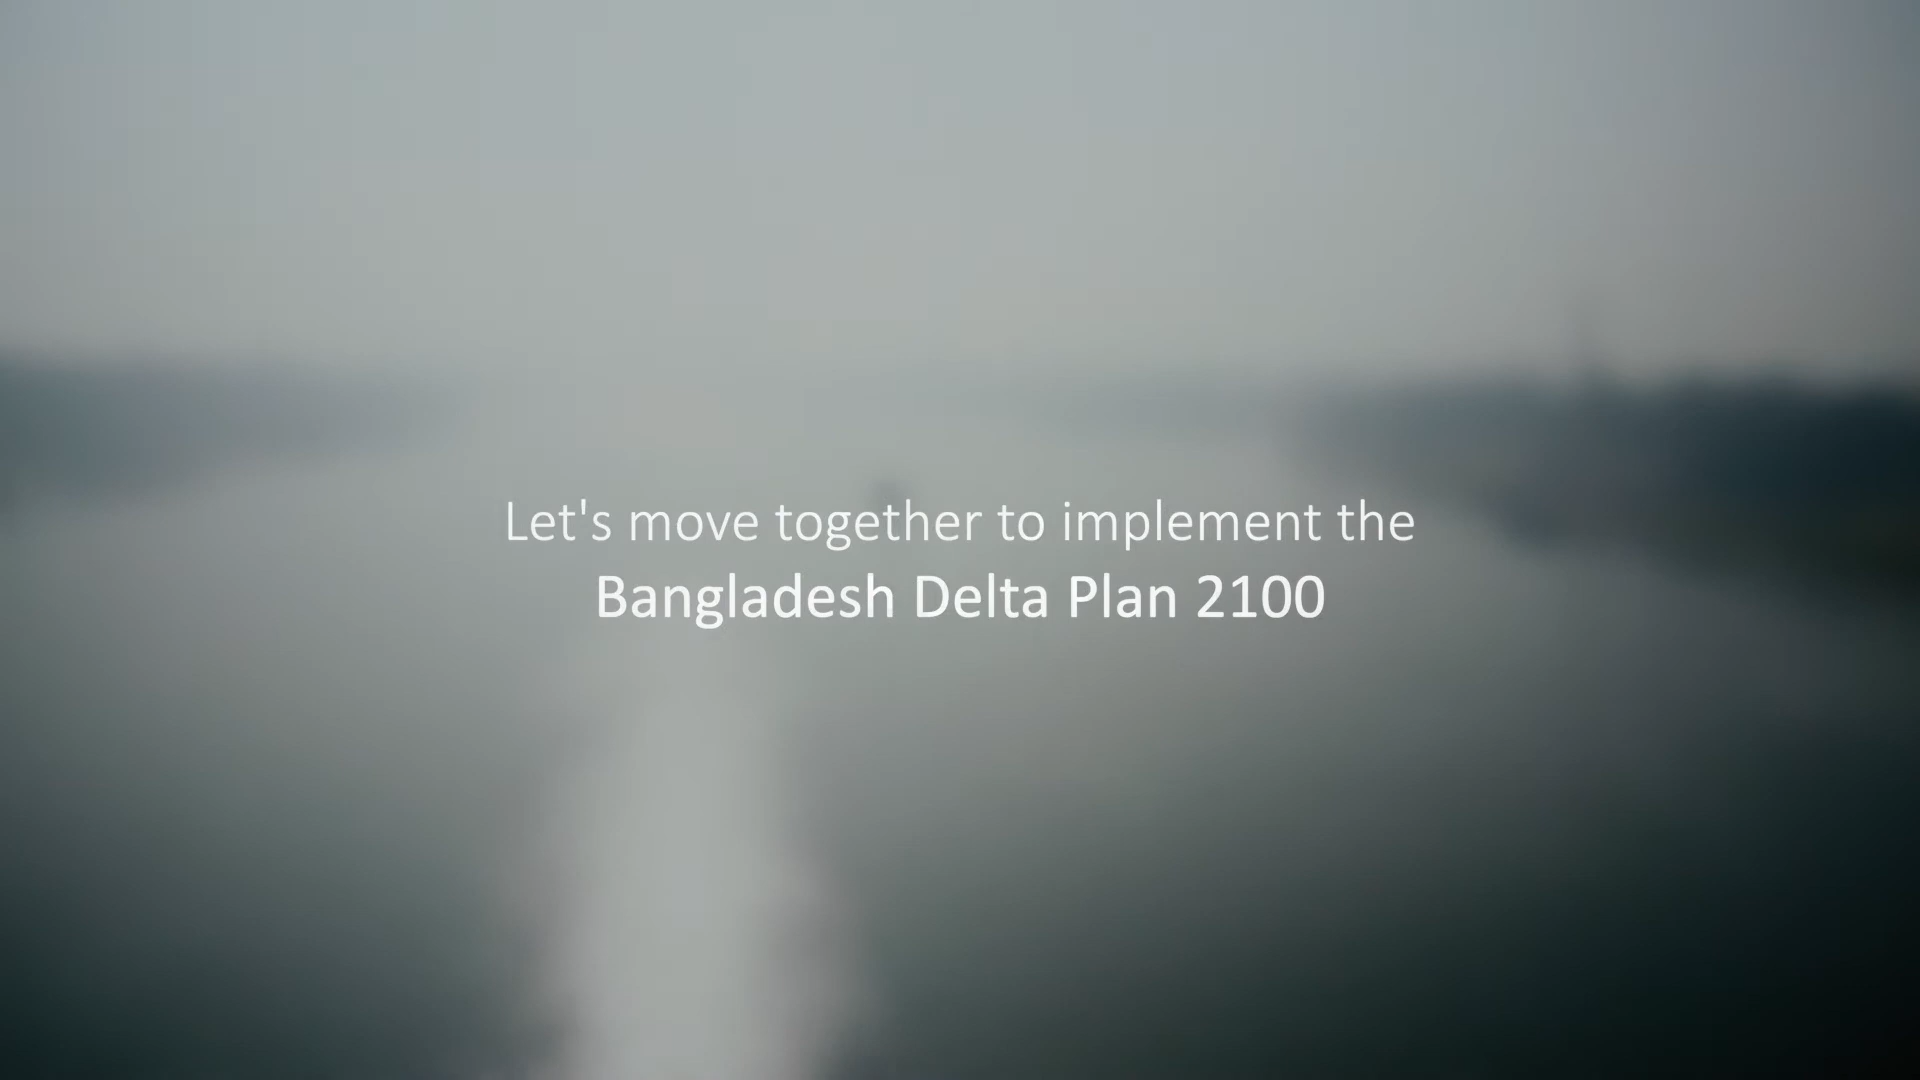 Let's move together to implement the
Bangladesh Delta Plan 2100